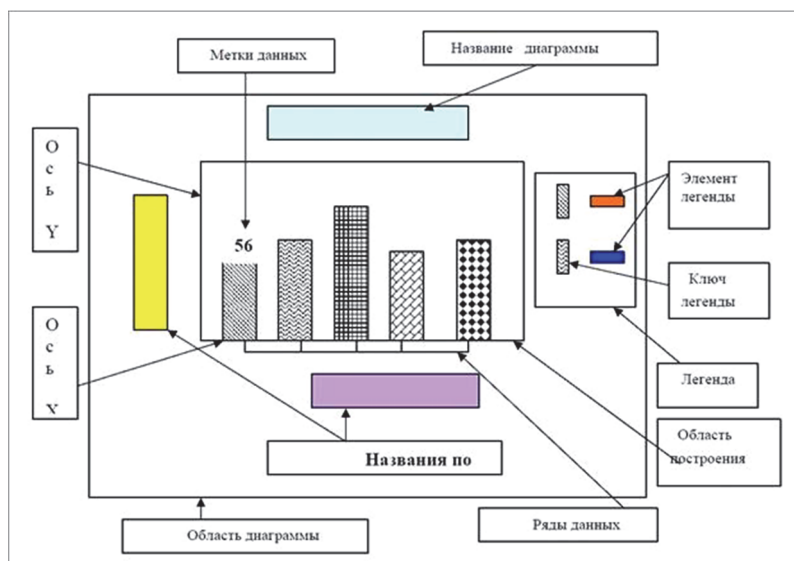 Метки данных
Название диаграммы
О
с
ь
Y
Элемент
легенды
56
Ключ
легенды
О
с
ь
X
Легенда
Область
построения
Названия по
Область диаграммы
Ряды данных